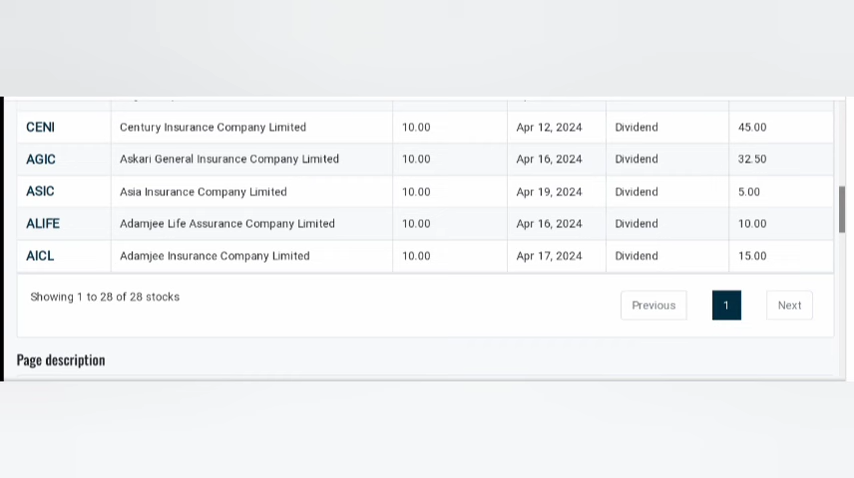 CENI Century Insurance Company Limited 10.00 Apr 12, 2024 Dividend 45.00
AGIC Askari General Insurance Company Limited 10.00 Apr 16, 2024 Dividend 32.50
ASIC Asia Insurance Company Limited 10.00 Apr 19, 2024 Dividend 5.00
ALIFE Adamjee Life Assurance Company Limited 10.00 Apr 16, 2024 Dividend 10.00
AICL Adamjee Insurance Company Limited 10.00 Apr 17, 2024 Dividend 15.00
Showing 1 to 28 of 28 stocks
Previous 1 Next
Page description